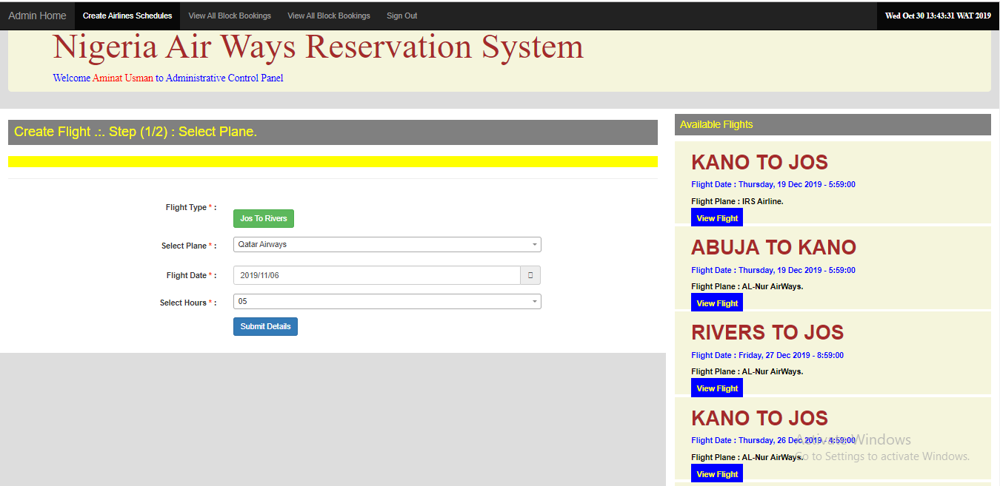 Admin Home Create Airlines Schedules View All Block Bookings View All Block Bookings Sign Out Wed Oct 30 13:43:31 WAT 2019
Nigeria Air Ways Reservation System
Welcome Aminat Usman to Administrative Control Panel
Create Flight .:. Step (1/2) : Select Plane.
Flight Type * :
Jos To Rivers
Select Plane * :
Qatar Airways
Flight Date * :
2019/11/06
Select Hours * :
05
Submit Details
Available Flights
KANO TO JOS
Flight Date : Thursday, 19 Dec 2019 - 5:59:00
Flight Plane : IRS Airline.
View Flight
ABUJA TO KANO
Flight Date : Thursday, 19 Dec 2019 - 5:59:00
Flight Plane : AL-Nur AirWays.
View Flight
RIVERS TO JOS
Flight Date : Friday, 27 Dec 2019 - 8:59:00
Flight Plane : AL-Nur AirWays.
View Flight
KANO TO JOS
Flight Date : Thursday, 26 Dec 2019 - 4:59:00
Flight Plane : AL-Nur AirWays.
View Flight
Activate Windows
Go to Settings to activate Windows.